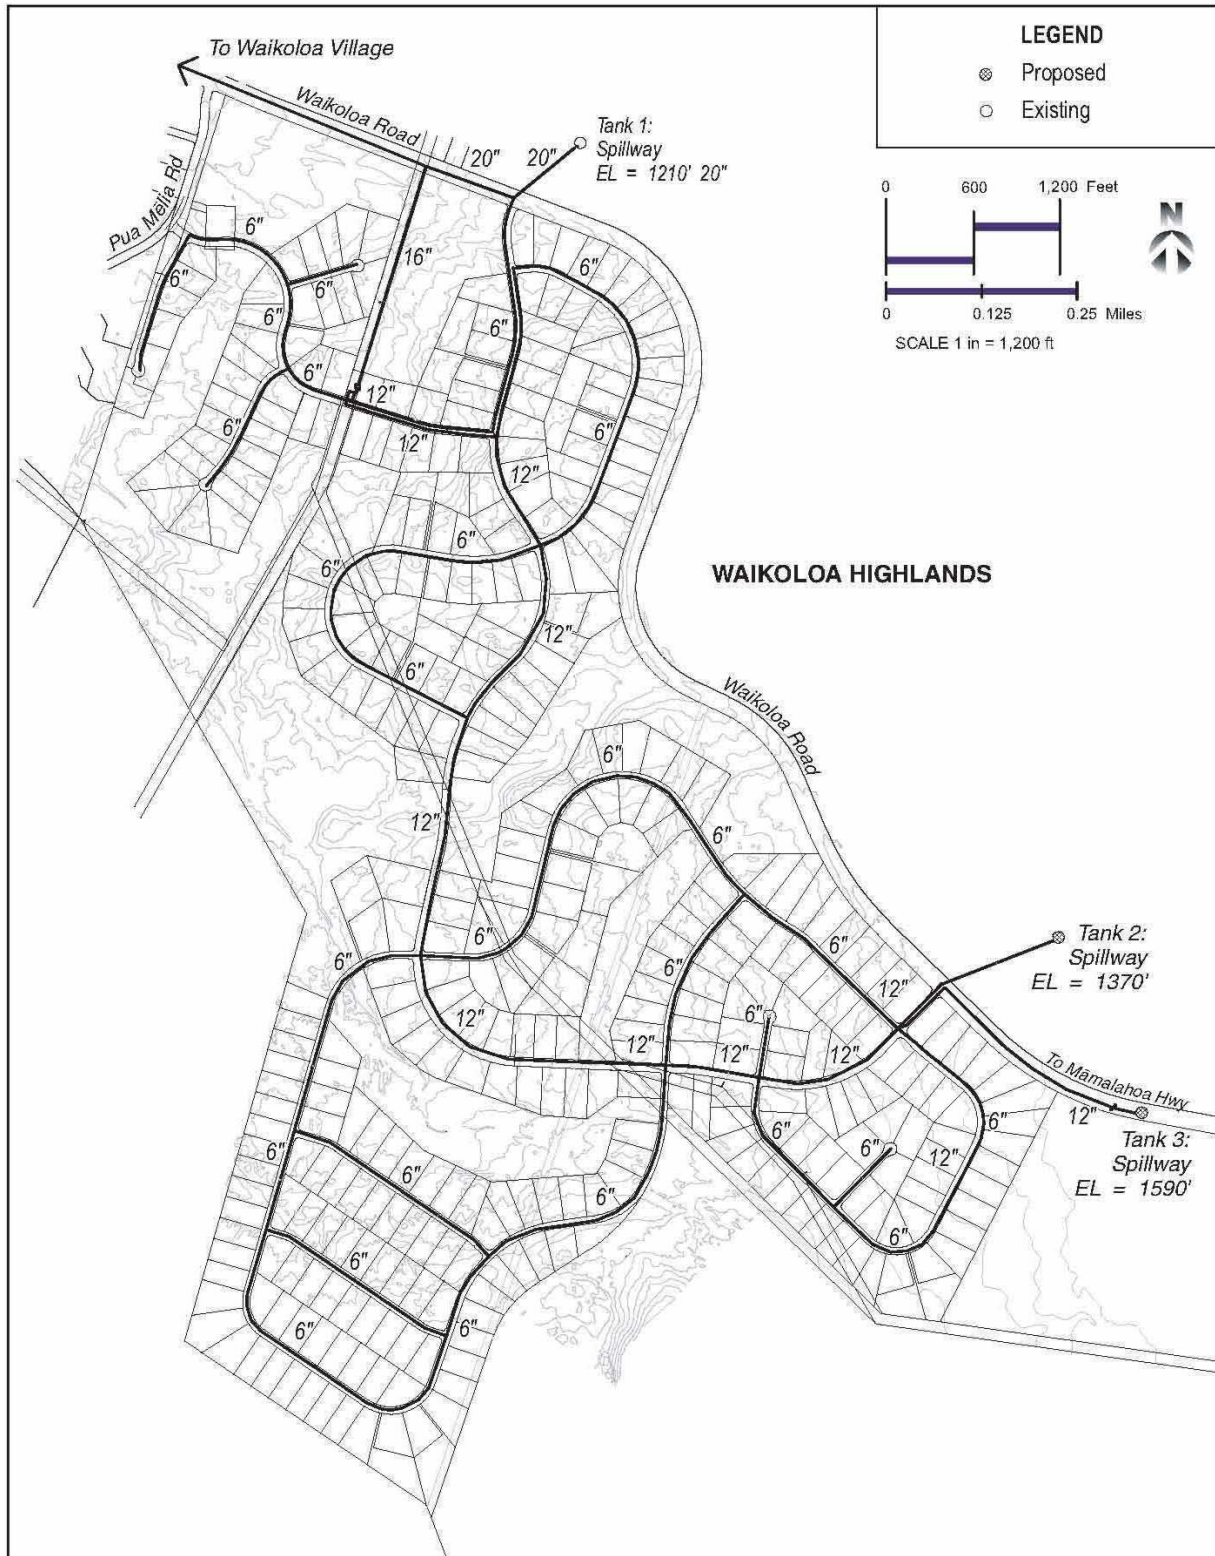 To Waikoloa Village
LEGEND
Proposed
Existing
Waikoloa Road
20"
20"
Tank 1:
Spillway
EL = 1210' 20"
0 600 1,200 Feet
N
0 0.125 0.25 Miles
SCALE 1 in = 1,200 ft
Pua Mēlia Rd
6"
16"
6"
6"
6"
6"
6"
6"
12"
6"
6"
12"
12"
6"
6"
WAIKOLOA HIGHLANDS
12"
6"
Waikoloa Road
6"
12"
6"
6"
6"
6"
6"
12"
Tank 2:
Spillway
EL = 1370'
6"
12"
12"
12"
12"
To Māmalahoa Hwy
12"
Tank 3:
Spillway
EL = 1590'
6"
6"
6"
12"
6"
6"
6"
6"
6"
6"
6"